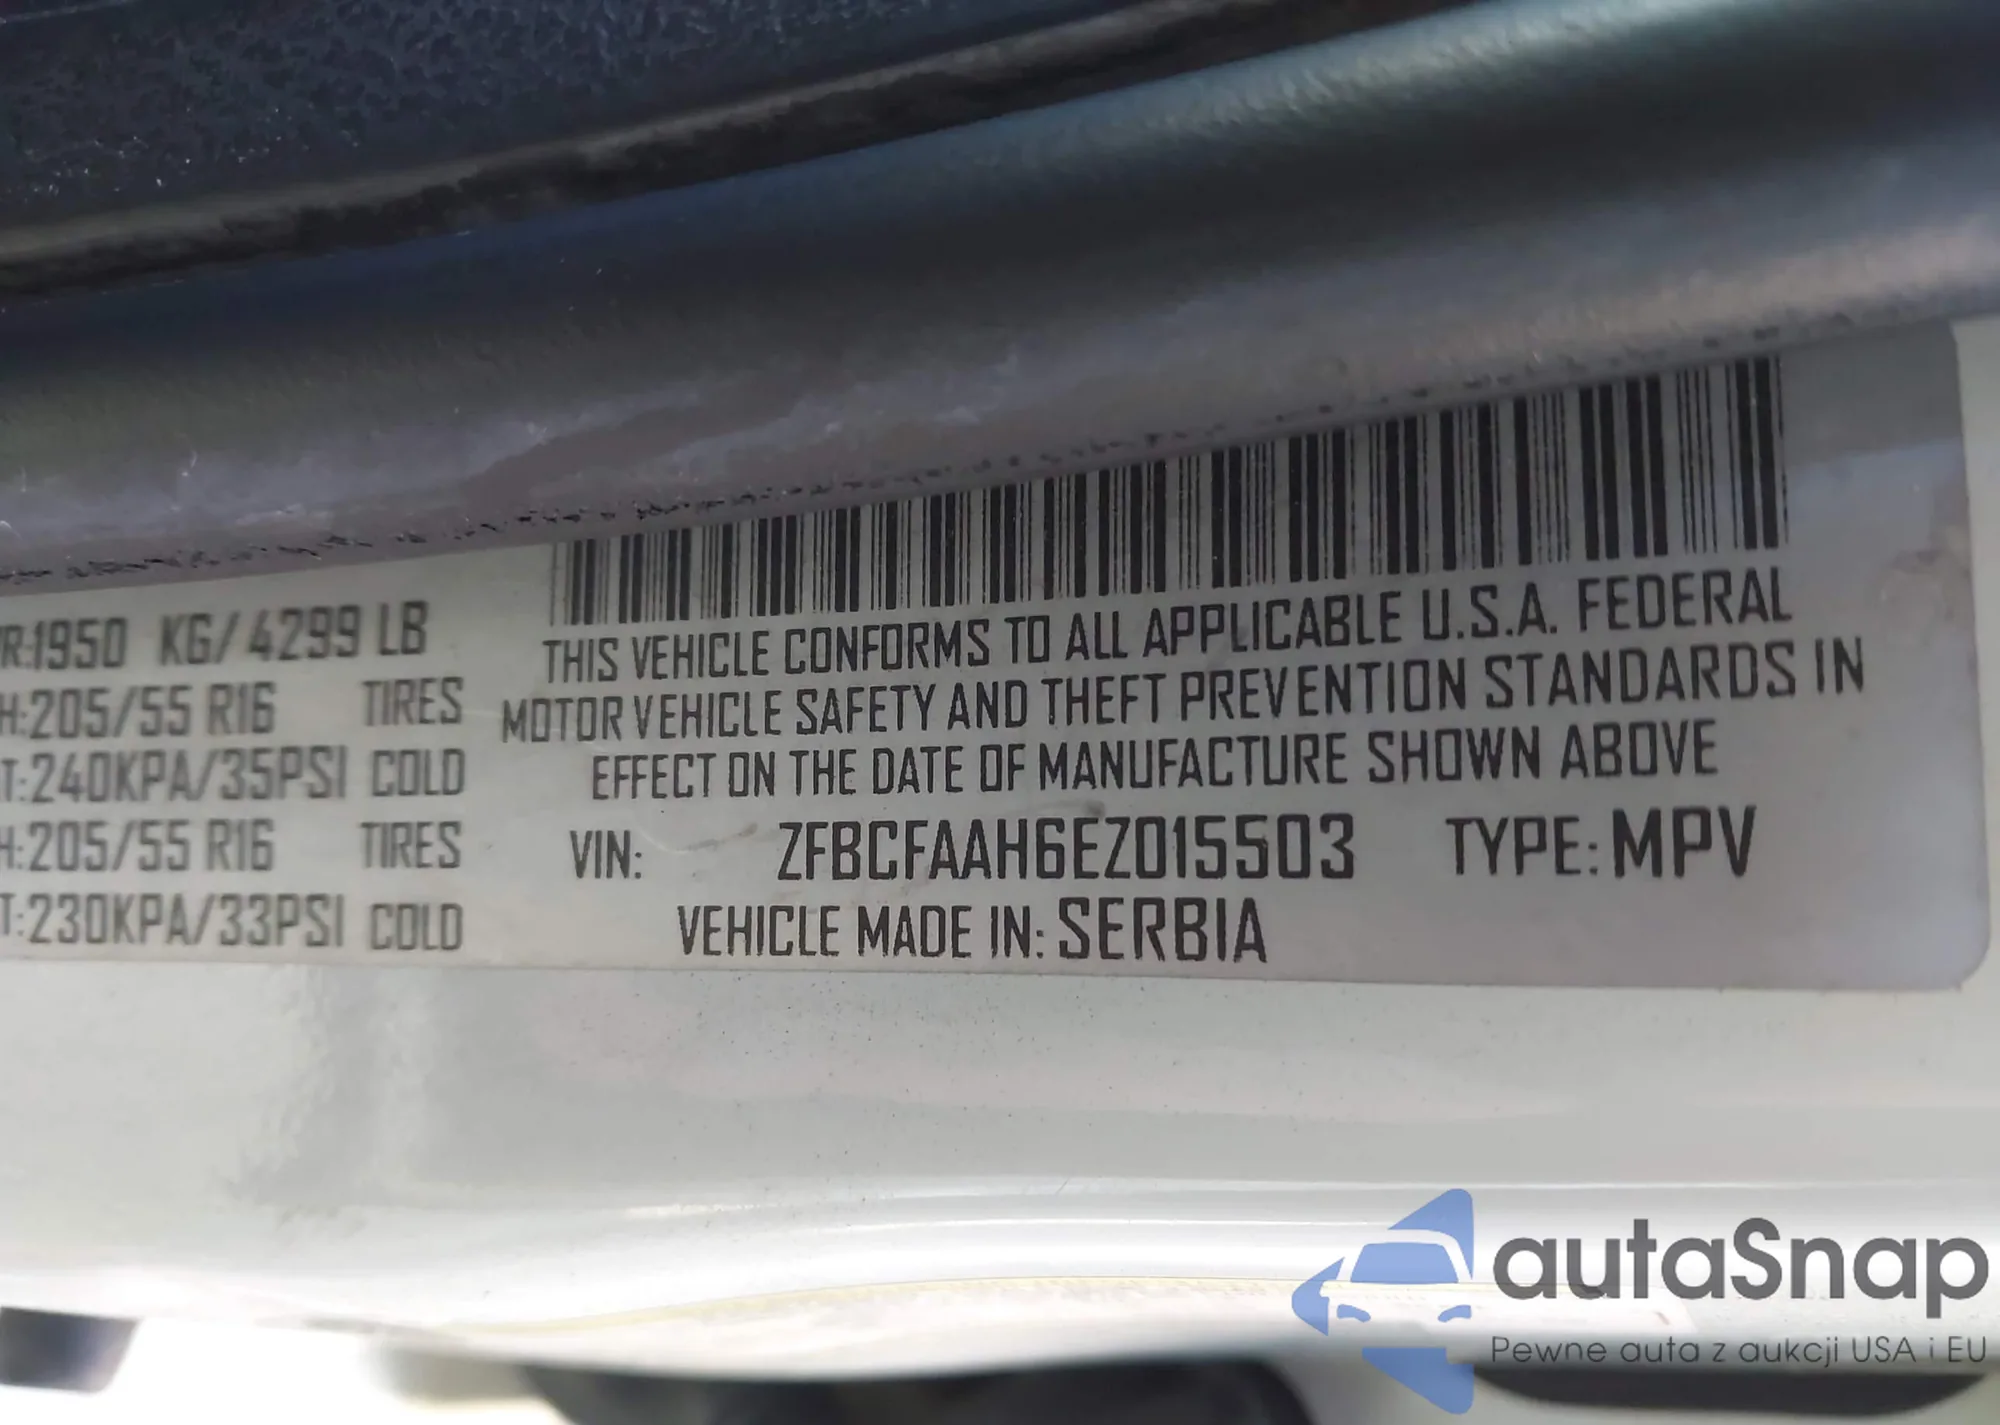 R:1950 KG/4299 LB
H:205/55 R16 TIRES
T:240KPA/35PSI COLD
H:205/55 R16 TIRES
T:230KPA/33PSI COLD
THIS VEHICLE CONFORMS TO ALL APPLICABLE U.S.A. FEDERAL
MOTOR VEHICLE SAFETY AND THEFT PREVENTION STANDARDS IN
EFFECT ON THE DATE OF MANUFACTURE SHOWN ABOVE
VIN: ZFBCFAAH6EZ015503 TYPE: MPV
VEHICLE MADE IN: SERBIA
autaSnap
Pewne auta z aukcji USA i EU